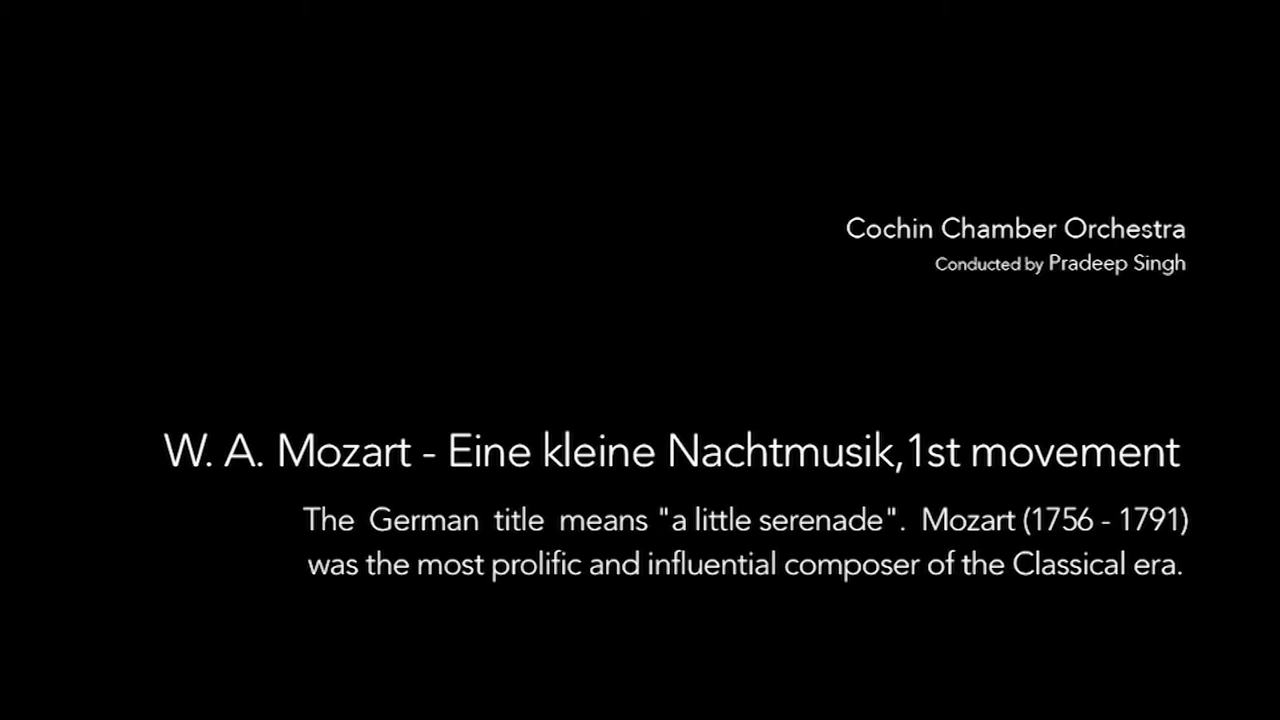 Cochin Chamber Orchestra
Conducted by Pradeep Singh
W. A. Mozart - Eine kleine Nachtmusik,1st movement
The German title means "a little serenade". Mozart (1756 - 1791)
was the most prolific and influential composer of the Classical era.